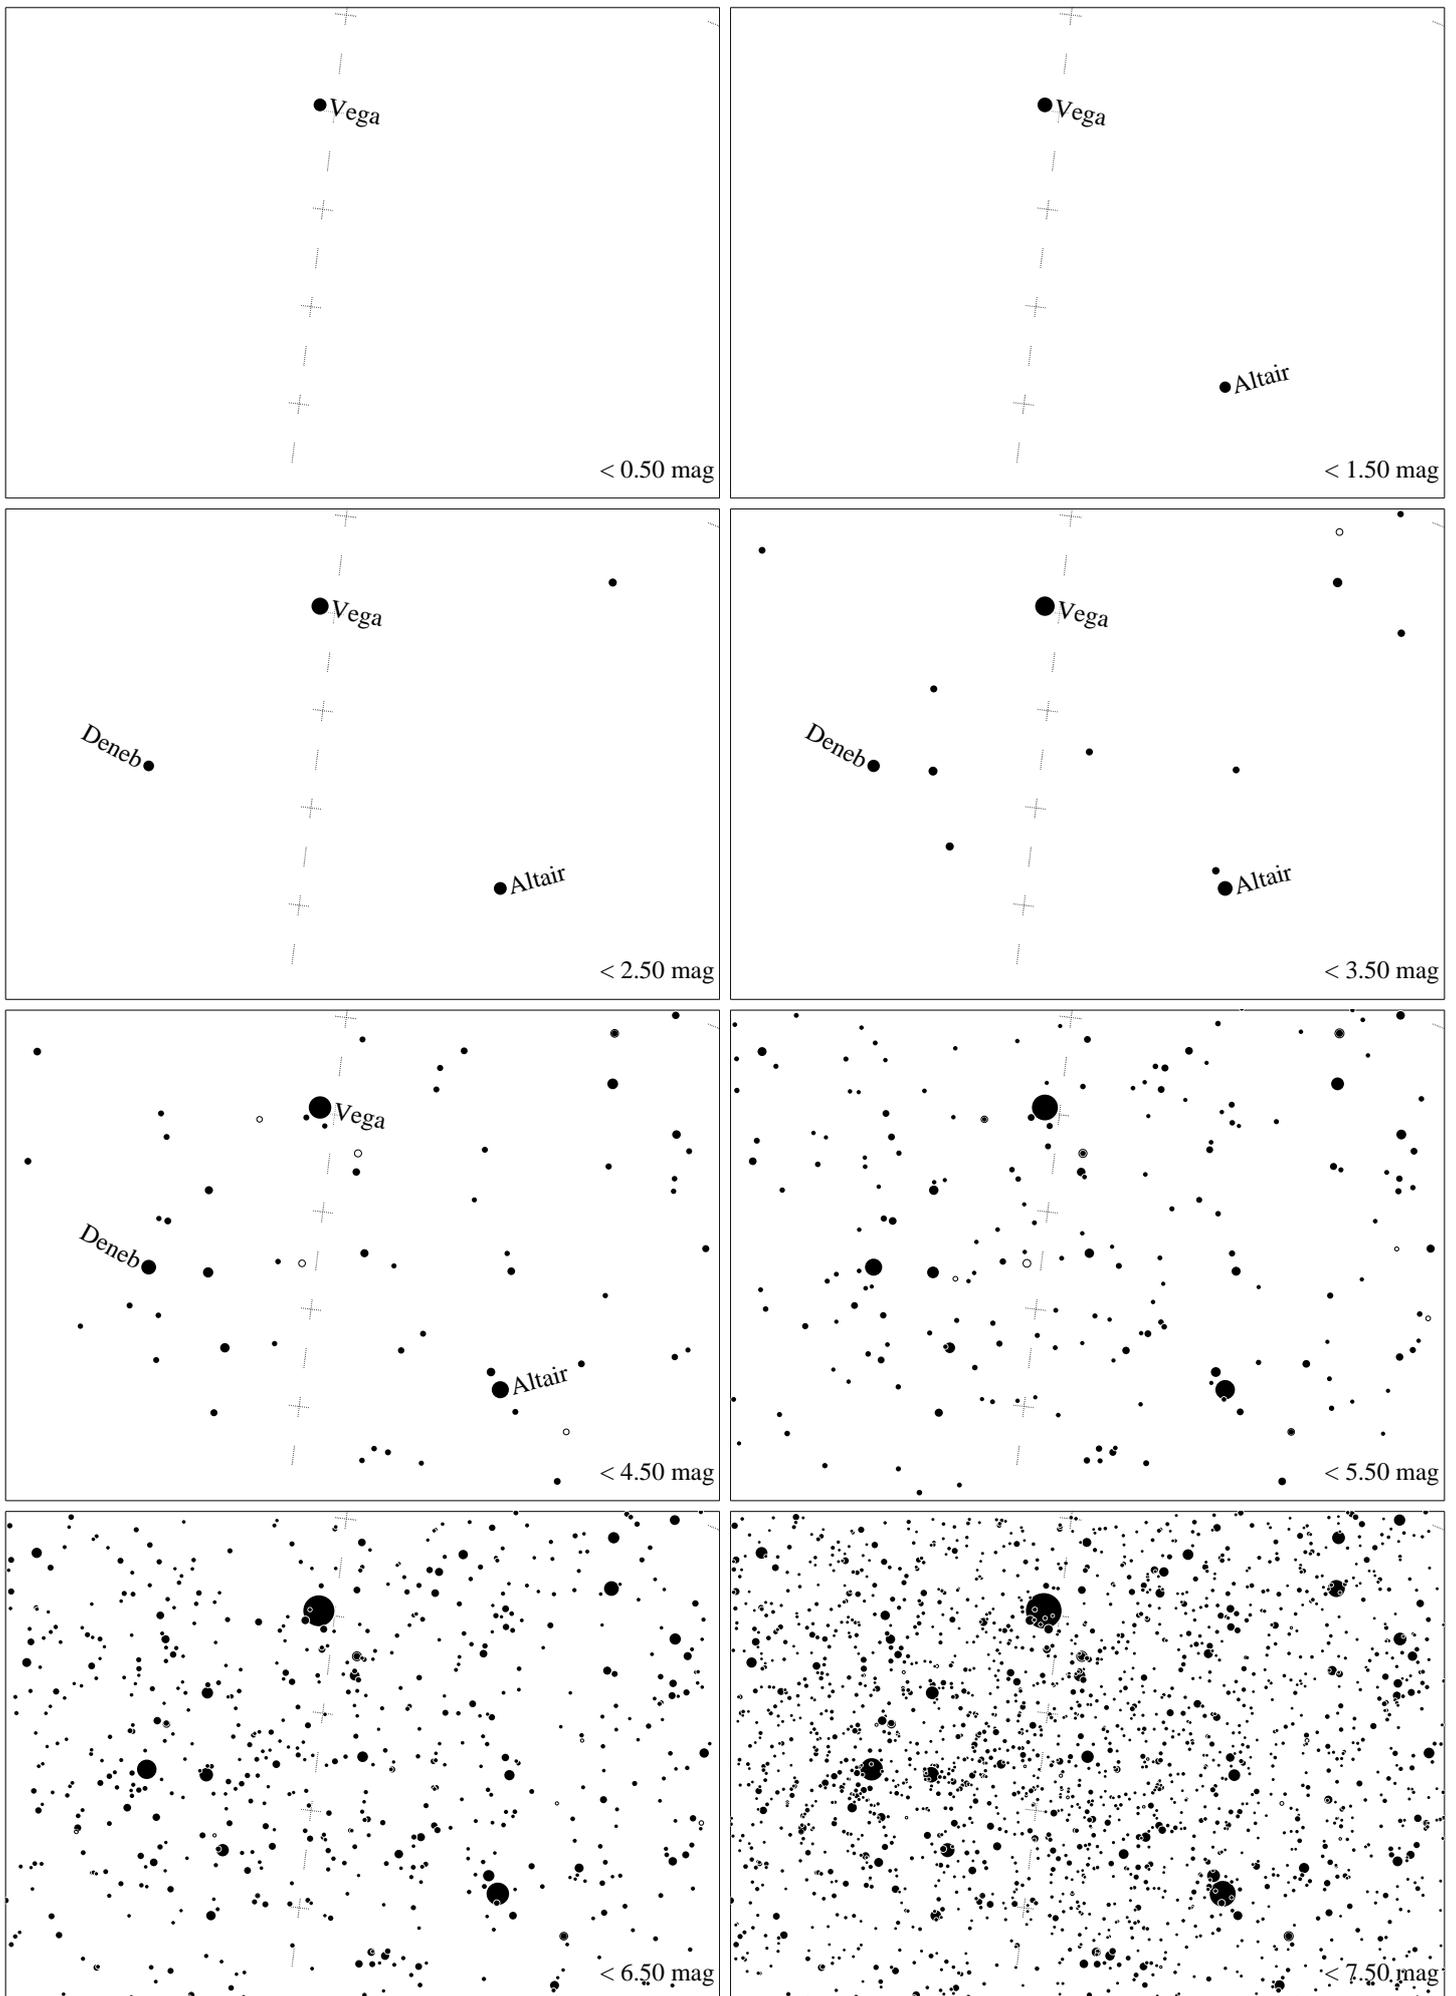 Vega
< 0.50 mag
Vega
Altair
< 1.50 mag
Vega
Deneb
Altair
< 2.50 mag
Vega
Deneb
Altair
< 3.50 mag
Vega
Deneb
Altair
< 4.50 mag
< 5.50 mag
< 6.50 mag
< 7.50 mag